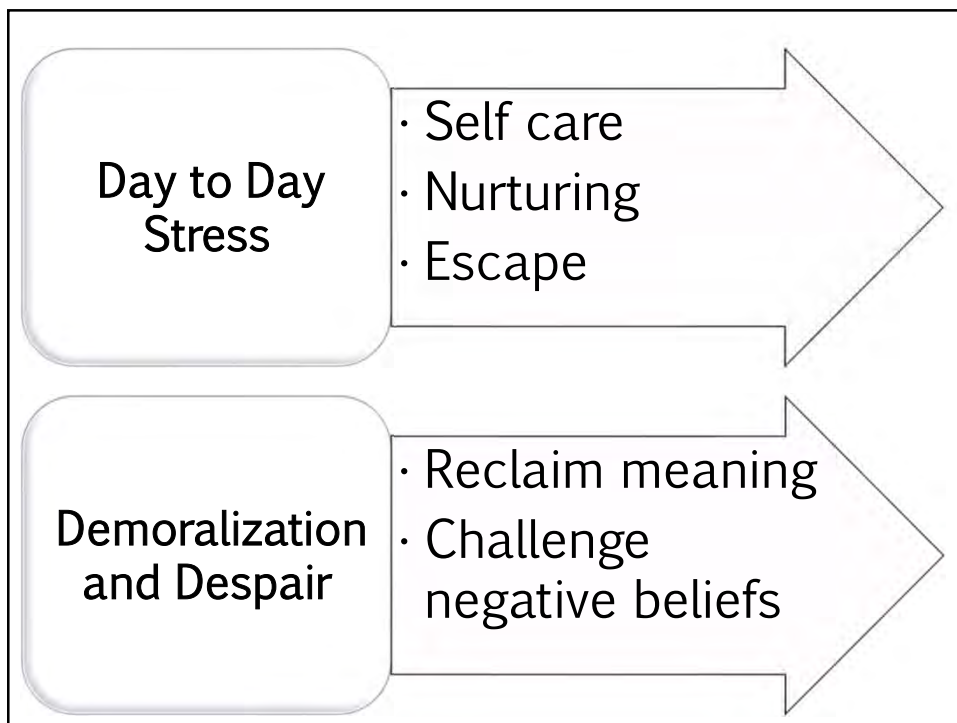 Day to Day
Stress
· Self care
· Nurturing
· Escape
Demoralization
and Despair
· Reclaim meaning
· Challenge
negative beliefs